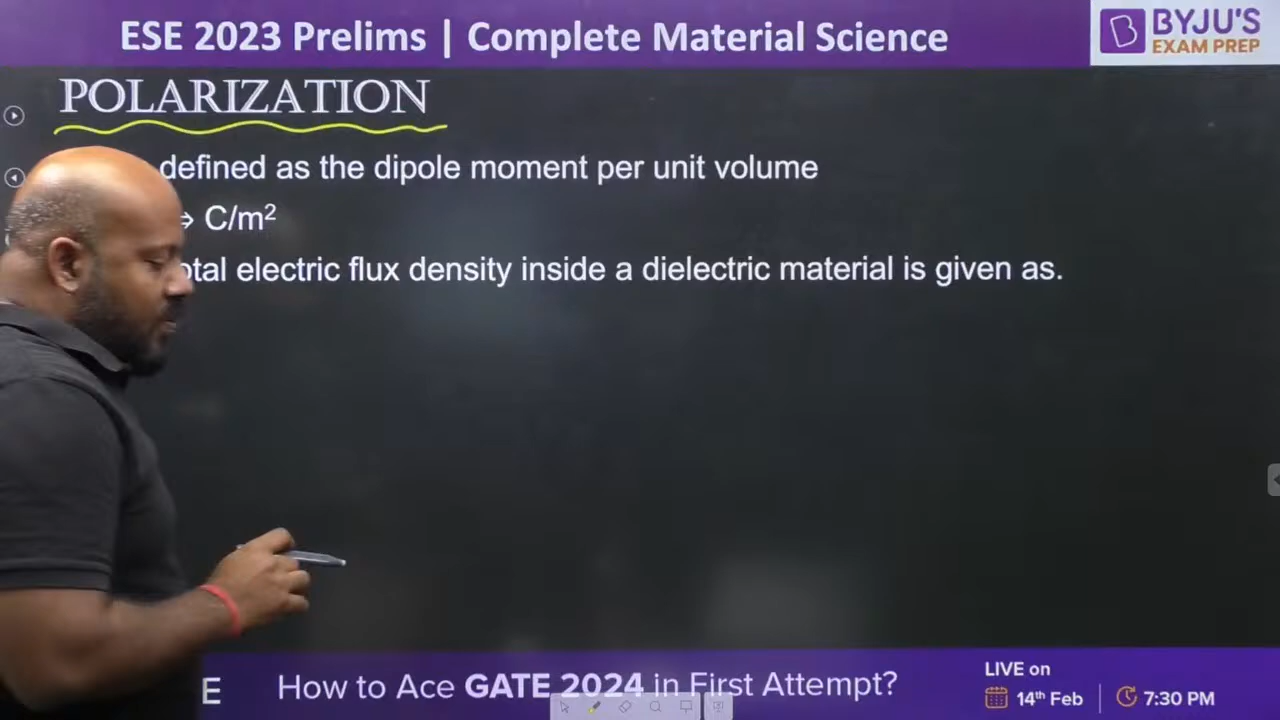 ESE 2023 Prelims | Complete Material Science
BYJU'S
EXAM PREP
POLARIZATION
defined as the dipole moment per unit volume
C/m²
electric flux density inside a dielectric material is given as.
E
How to Ace GATE 2024 in First Attempt?
LIVE on
14th Feb
7:30 PM